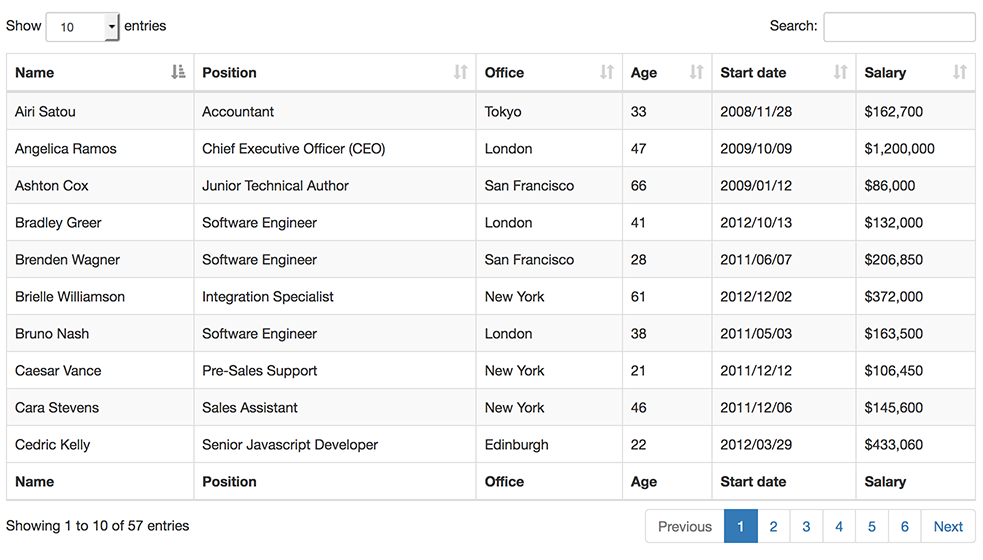 Show 10 entries Search:
Name Position Office Age Start date Salary
Airi Satou Accountant Tokyo 33 2008/11/28 $162,700
Angelica Ramos Chief Executive Officer (CEO) London 47 2009/10/09 $1,200,000
Ashton Cox Junior Technical Author San Francisco 66 2009/01/12 $86,000
Bradley Greer Software Engineer London 41 2012/10/13 $132,000
Brenden Wagner Software Engineer San Francisco 28 2011/06/07 $206,850
Brielle Williamson Integration Specialist New York 61 2012/12/02 $372,000
Bruno Nash Software Engineer London 38 2011/05/03 $163,500
Caesar Vance Pre-Sales Support New York 21 2011/12/12 $106,450
Cara Stevens Sales Assistant New York 46 2011/12/06 $145,600
Cedric Kelly Senior Javascript Developer Edinburgh 22 2012/03/29 $433,060
Name Position Office Age Start date Salary
Showing 1 to 10 of 57 entries Previous 1 2 3 4 5 6 Next